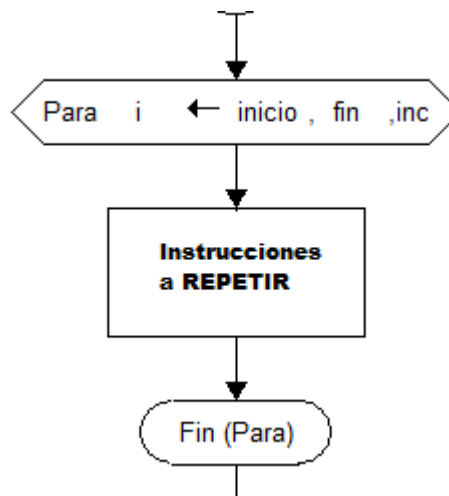 Para i ← inicio , fin ,inc
Instrucciones
a REPETIR
Fin (Para)